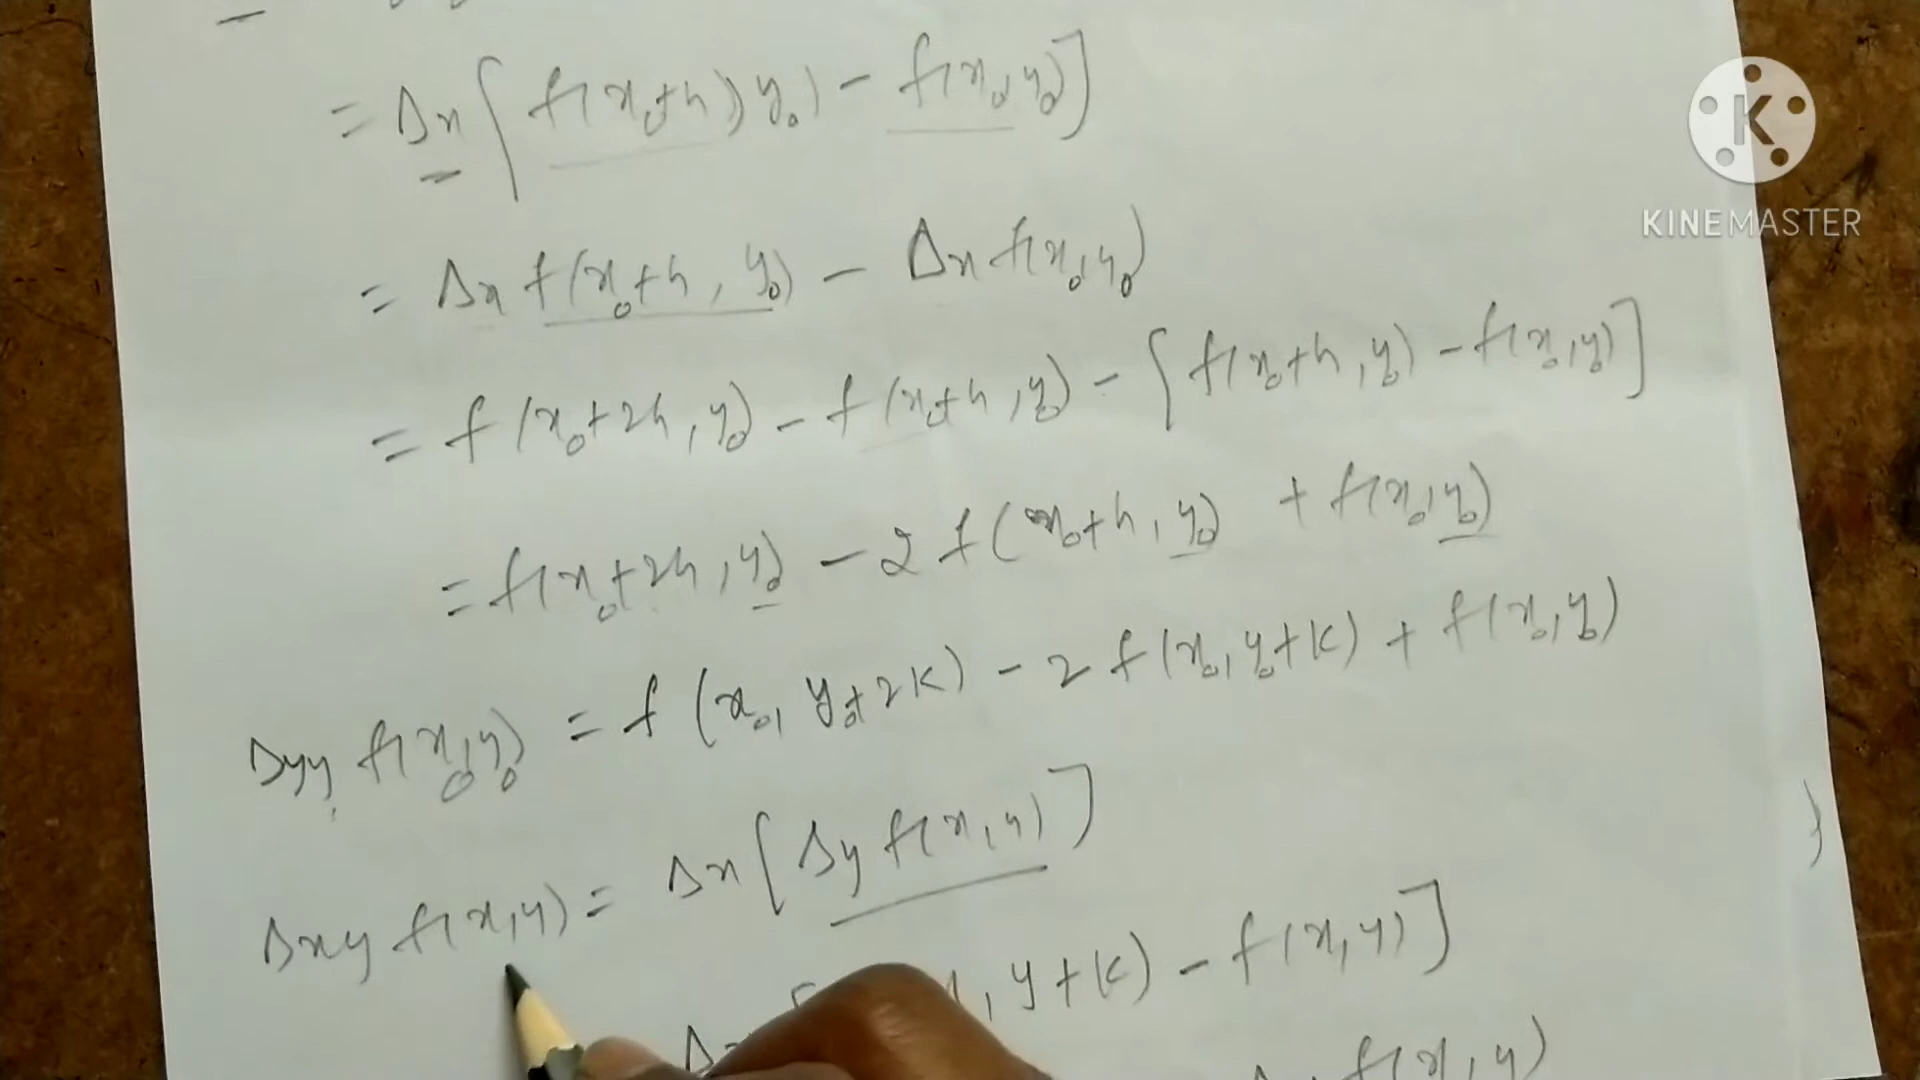 = Δx [ f(x₀+h, y₀) - f(x₀, y₀) ]
K
KINEMASTER
= Δx f(x₀+h, y₀) - Δx f(x₀, y₀)
= f(x₀+2h, y₀) - f(x₀+h, y₀) - [ f(x₀+h, y₀) - f(x₀, y₀) ]
= f(x₀+2h, y₀) - 2 f(x₀+h, y₀) + f(x₀, y₀)
Δyy f(x₀, y₀) = f(x₀, y₀+2k) - 2 f(x₀, y₀+k) + f(x₀, y₀)
Δxy f(x, y) = Δx [ Δy f(x, y) ]
, y+k) - f(x, y) ]
f(x, y)